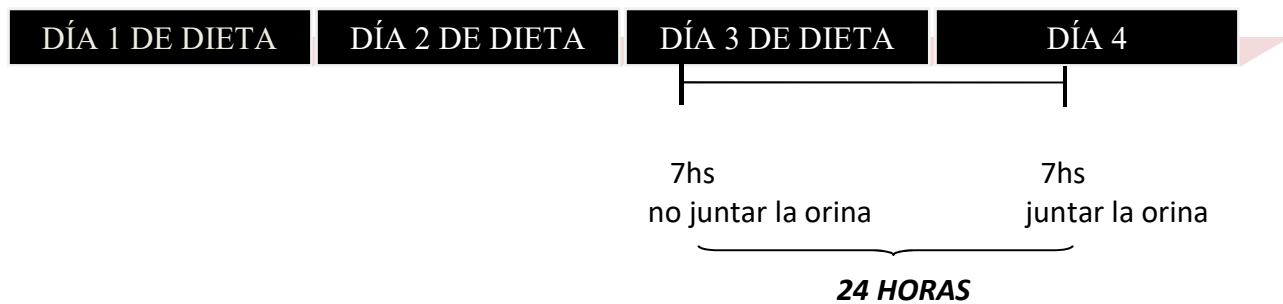 DÍA 1 DE DIETA DÍA 2 DE DIETA DÍA 3 DE DIETA DÍA 4
7hs 7hs
no juntar la orina juntar la orina
24 HORAS